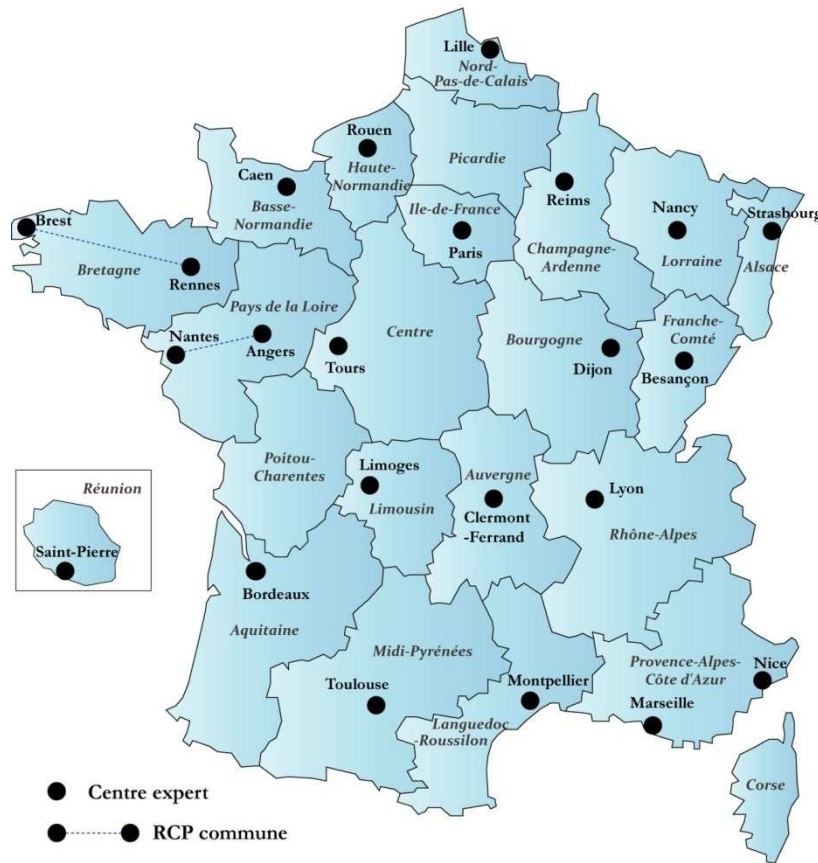 Lille
Nord-
Pas-de-Calais
Rouen
Haute-
Normandie
Picardie
Caen
Basse-
Normandie
Reims
Champagne-
Ardenne
Nancy
Lorraine
Strasbourg
Alsace
Ile-de-France
Paris
Brest
Bretagne
Rennes
Pays de la Loire
Nantes
Angers
Tours
Centre
Bourgogne
Dijon
Franche-
Comté
Besançon
Poitou-
Charentes
Limoges
Limousin
Auvergne
Clermont
-Ferrand
Lyon
Rhône-Alpes
Réunion
Saint-Pierre
Bordeaux
Aquitaine
Midi-Pyrénées
Toulouse
Montpellier
Languedoc
-Roussilon
Provence-Alpes-
Côte d'Azur
Nice
Marseille
Corse
Centre expert
RCP commune